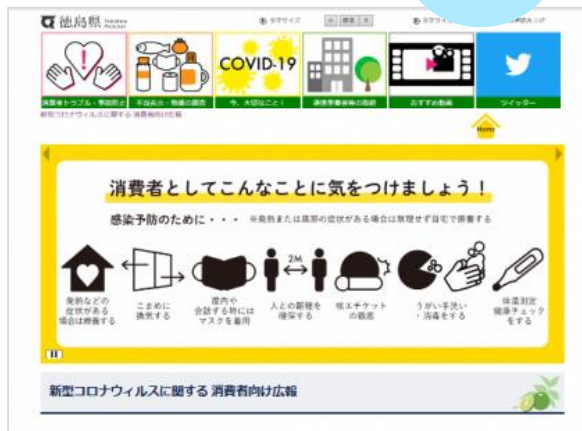 徳島県
文字サイズ 小 標準 大
COVID-19
消費者トラブル・事故防止
不当表示・物価の調査
今、大切なこと！
連携事業者等の取組
おすすめ動画
ツイッター
新型コロナウィルスに関する 消費者向け広報
Home
消費者としてこんなことに気をつけましょう！
感染予防のために・・・ ※発熱または風邪の症状がある場合は無理せず自宅で療養する
2M
発熱などの
症状がある
場合は療養する
こまめに
換気する
屋内や
会話する時には
マスクを着用
人との距離を
確保する
咳エチケット
の徹底
うがい手洗い
・消毒をする
体温測定
健康チェック
をする
新型コロナウィルスに関する 消費者向け広報